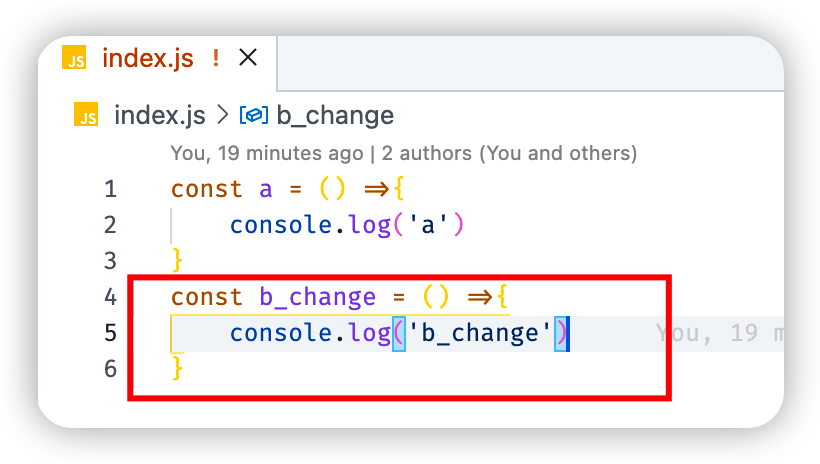 JS index.js ! ×
JS index.js > b_change
You, 19 minutes ago | 2 authors (You and others)
1 const a = () =>{
2 console.log('a')
3 }
4 const b_change = () =>{
5 console.log('b_change') You, 19 m
6 }